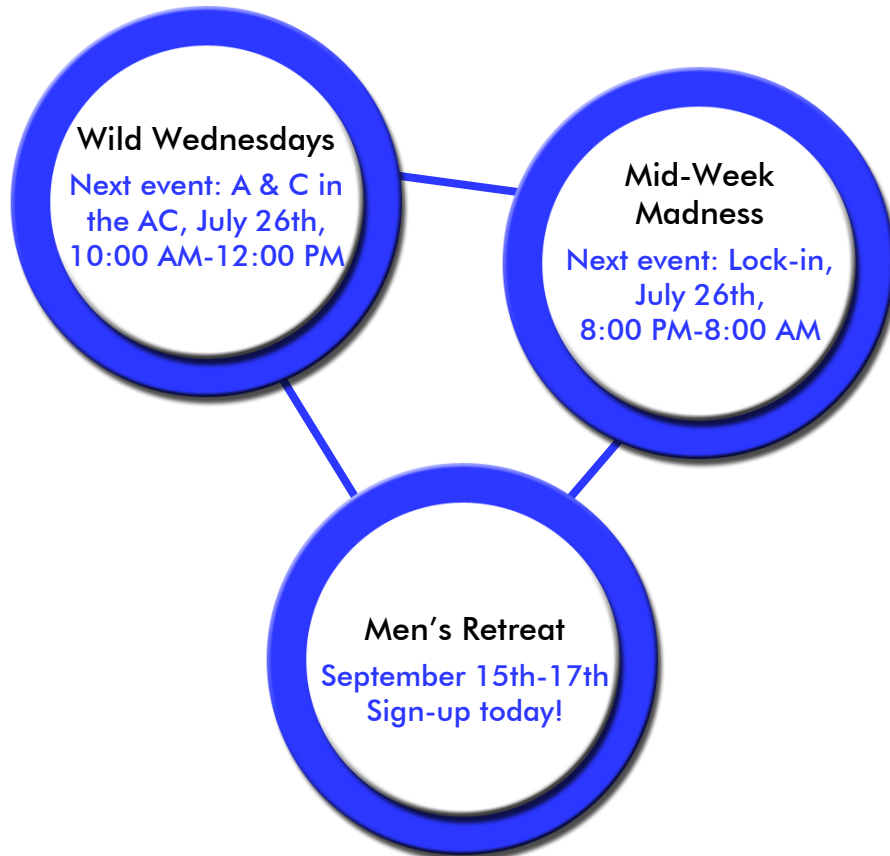 Wild Wednesdays
Next event: A & C in
the AC, July 26th,
10:00 AM-12:00 PM
Mid-Week
Madness
Next event: Lock-in,
July 26th,
8:00 PM-8:00 AM
Men’s Retreat
September 15th-17th
Sign-up today!